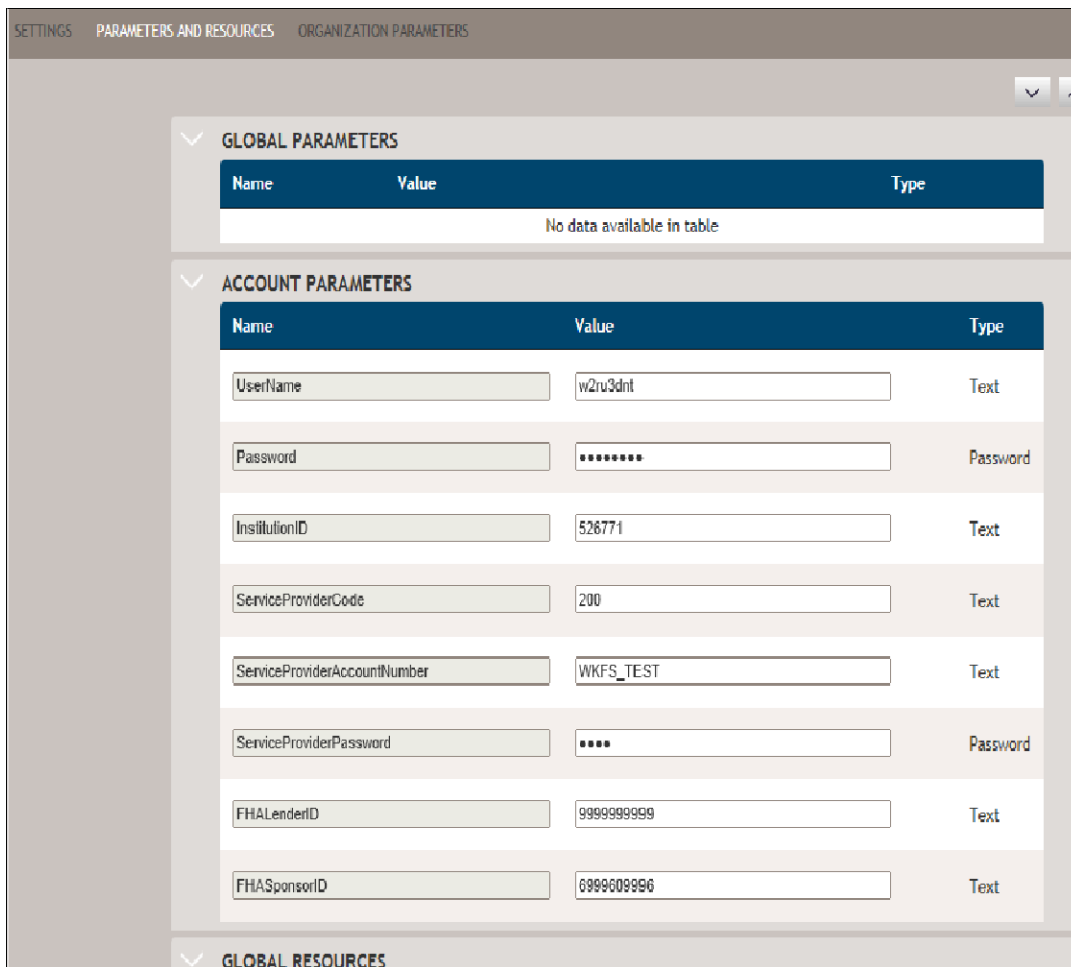 SETTINGS PARAMETERS AND RESOURCES ORGANIZATION PARAMETERS
GLOBAL PARAMETERS
Name Value Type
No data available in table
ACCOUNT PARAMETERS
Name Value Type
UserName w2ru3dnt Text
Password •••••••• Password
InstitutionID 526771 Text
ServiceProviderCode 200 Text
ServiceProviderAccountNumber WKFS_TEST Text
ServiceProviderPassword •••• Password
FHALenderID 9999999999 Text
FHASponsorID 6999609996 Text
GLOBAL RESOURCES